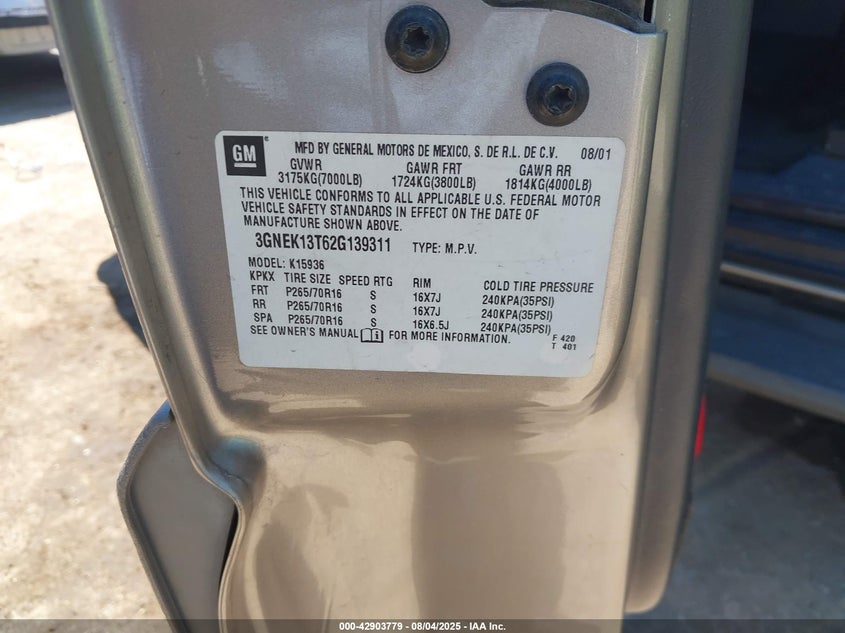 GM ®
MFD BY GENERAL MOTORS DE MEXICO, S. DE R.L. DE C.V. 08/01
GVWR GAWR FRT GAWR RR
3175KG(7000LB) 1724KG(3800LB) 1814KG(4000LB)
THIS VEHICLE CONFORMS TO ALL APPLICABLE U.S. FEDERAL MOTOR
VEHICLE SAFETY STANDARDS IN EFFECT ON THE DATE OF
MANUFACTURE SHOWN ABOVE.
3GNEK13T62G139311 TYPE: M.P.V.
MODEL: K15936
KPKX TIRE SIZE SPEED RTG RIM COLD TIRE PRESSURE
FRT P265/70R16 S 16X7J 240KPA(35PSI)
RR P265/70R16 S 16X7J 240KPA(35PSI)
SPA P265/70R16 S 16X6.5J 240KPA(35PSI)
SEE OWNER'S MANUAL FOR MORE INFORMATION. F 420
T 401
000-42903779 - 08/04/2025 - IAA Inc.